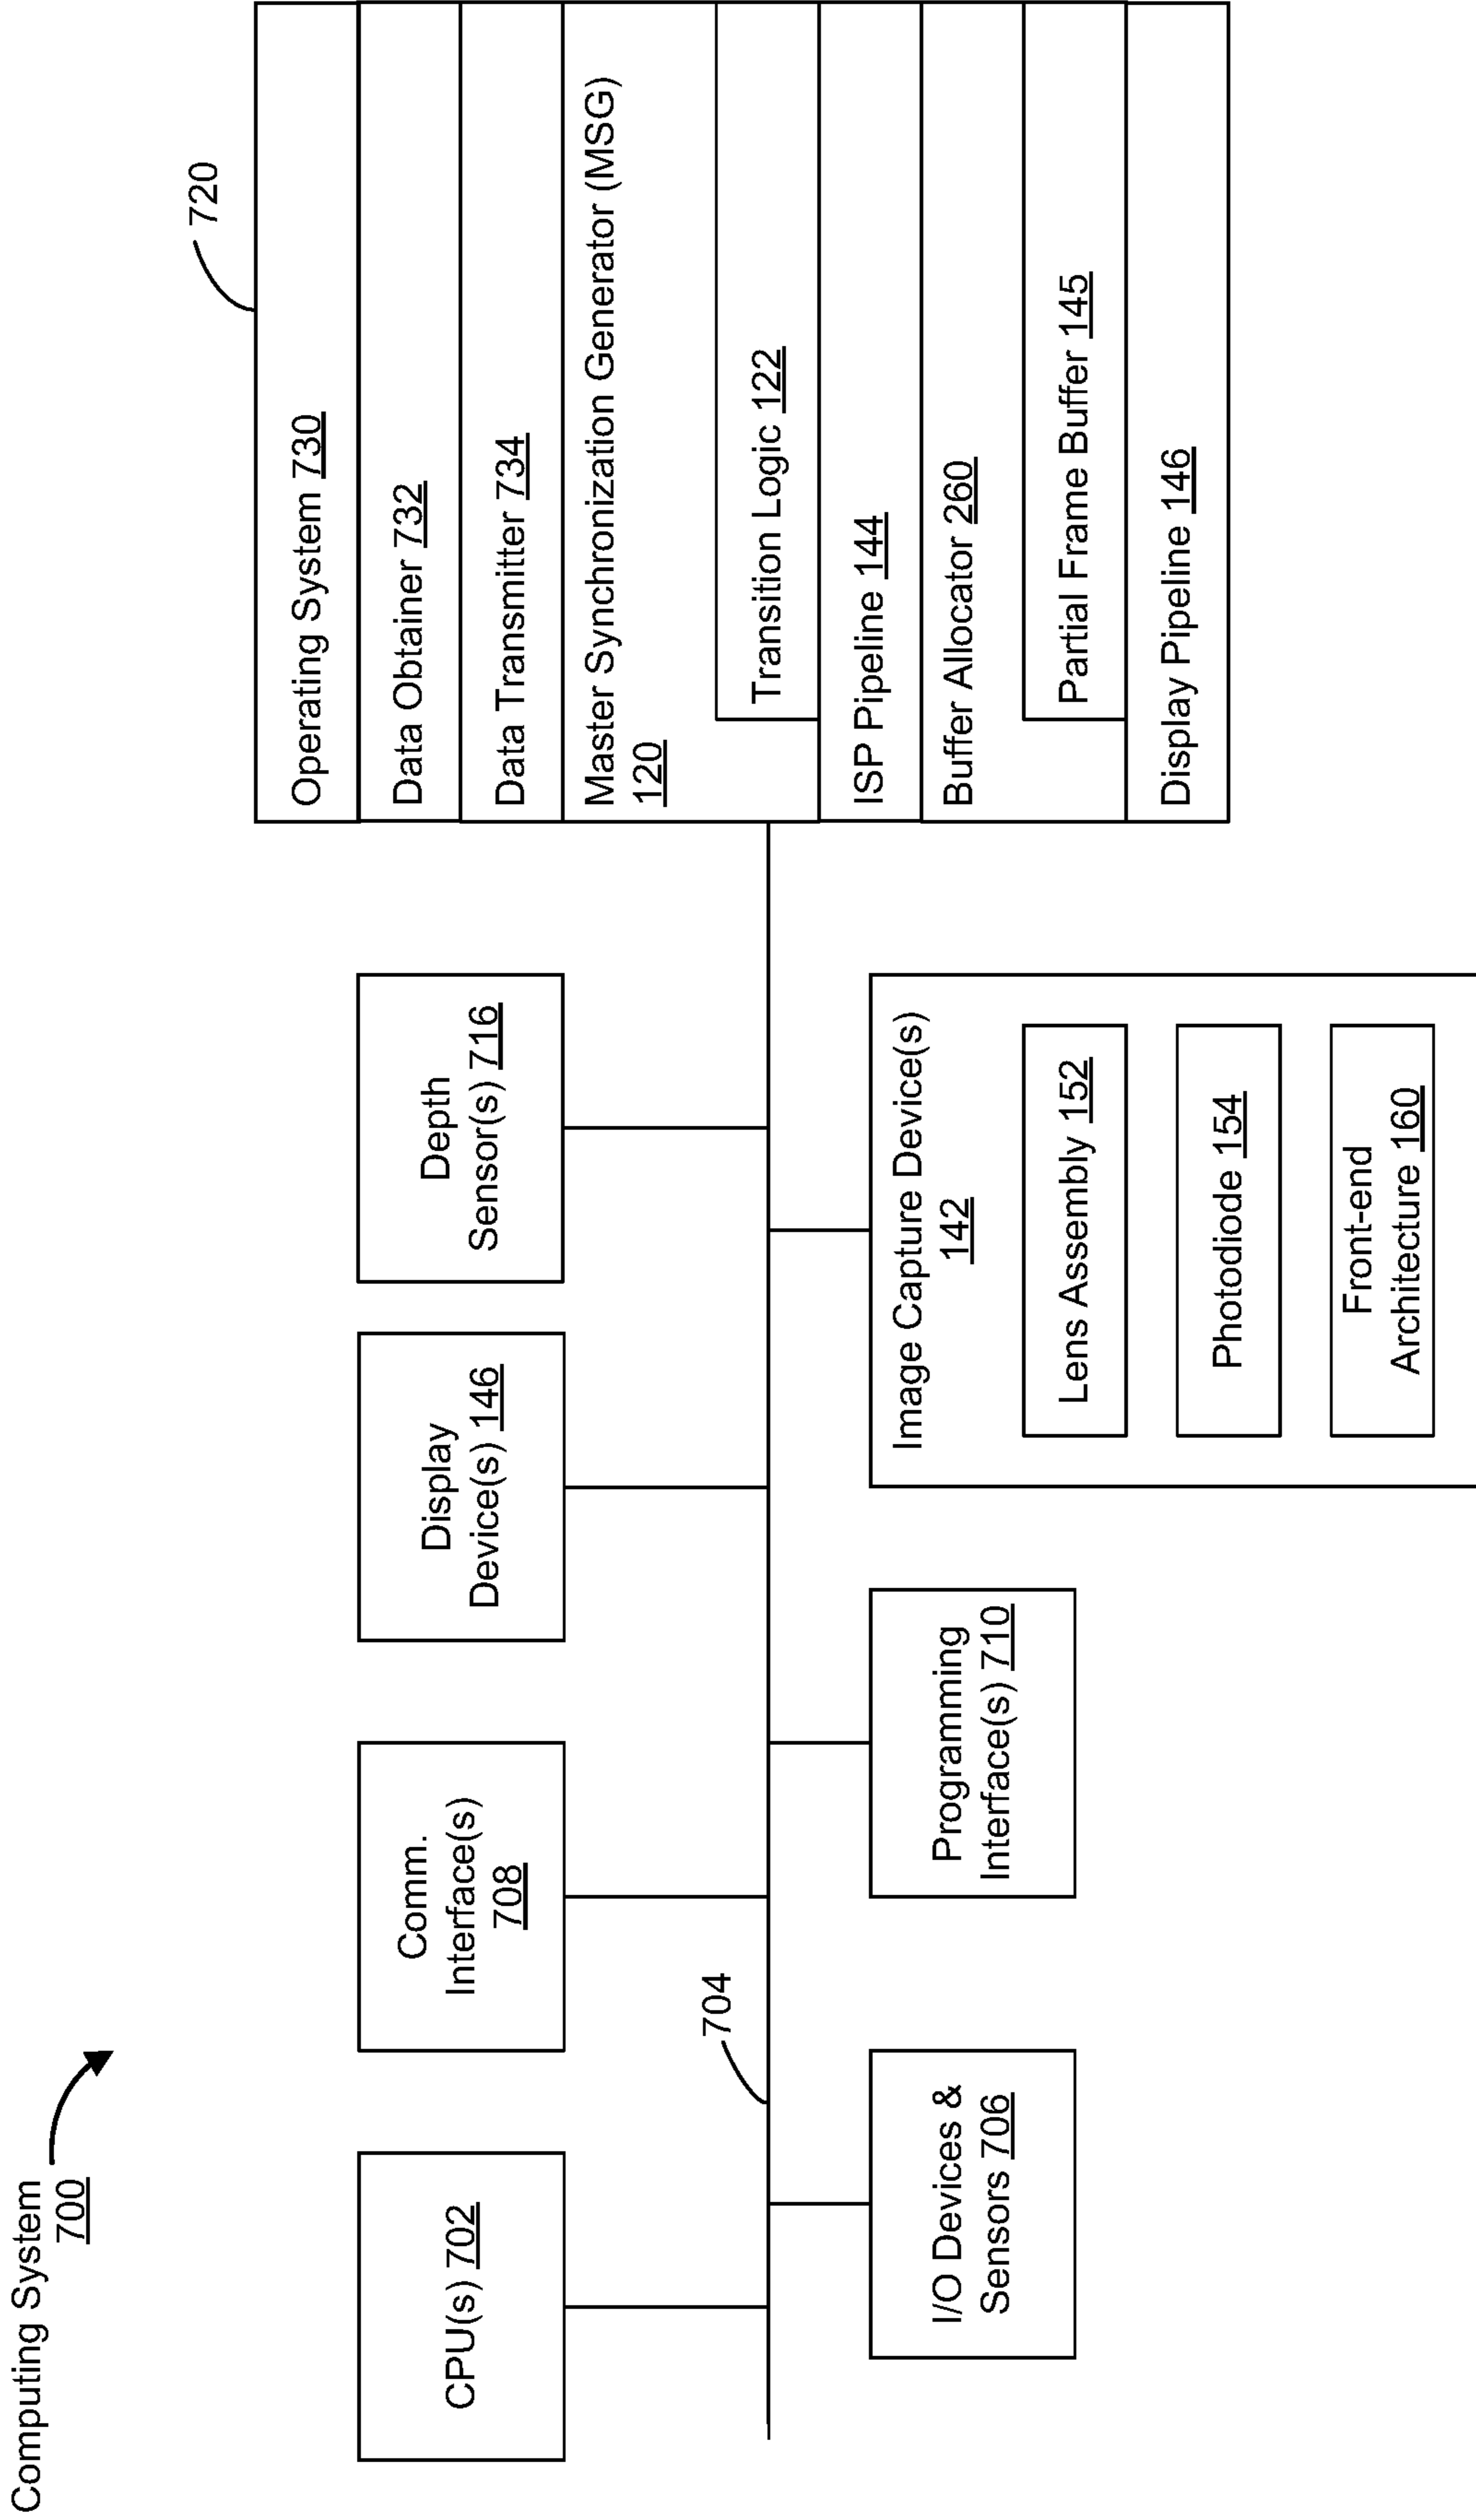 Computing System
700
CPU(s) 702
Comm.
Interface(s)
708
Display
Device(s) 146
Depth
Sensor(s) 716
704
I/O Devices &
Sensors 706
Programming
Interface(s) 710
Image Capture Device(s)
142
Lens Assembly 152
Photodiode 154
Front-end
Architecture 160
720
Operating System 730
Data Obtainer 732
Data Transmitter 734
Master Synchronization Generator (MSG)
120
Transition Logic 122
ISP Pipeline 144
Buffer Allocator 260
Partial Frame Buffer 145
Display Pipeline 146